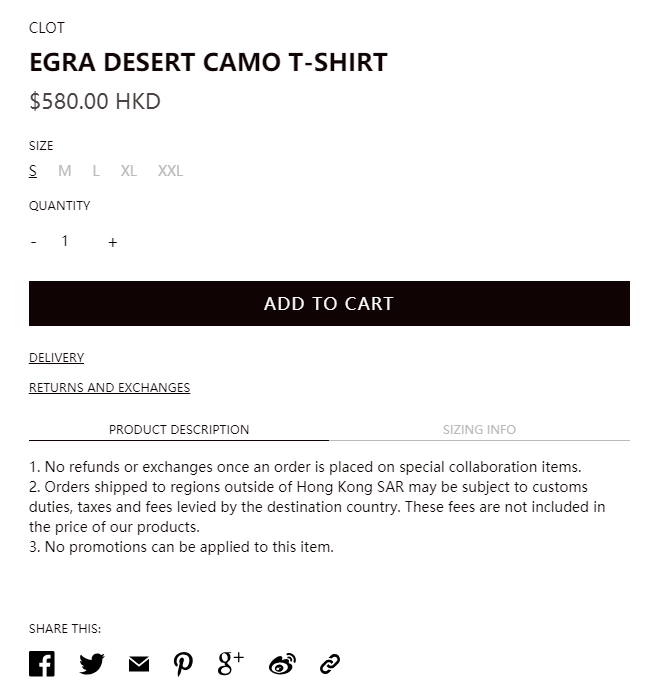 CLOT
EGRA DESERT CAMO T-SHIRT
$580.00 HKD
SIZE
S M L XL XXL
QUANTITY
- 1 +
ADD TO CART
DELIVERY
RETURNS AND EXCHANGES
PRODUCT DESCRIPTION SIZING INFO
1. No refunds or exchanges once an order is placed on special collaboration items.
2. Orders shipped to regions outside of Hong Kong SAR may be subject to customs
duties, taxes and fees levied by the destination country. These fees are not included in
the price of our products.
3. No promotions can be applied to this item.
SHARE THIS: